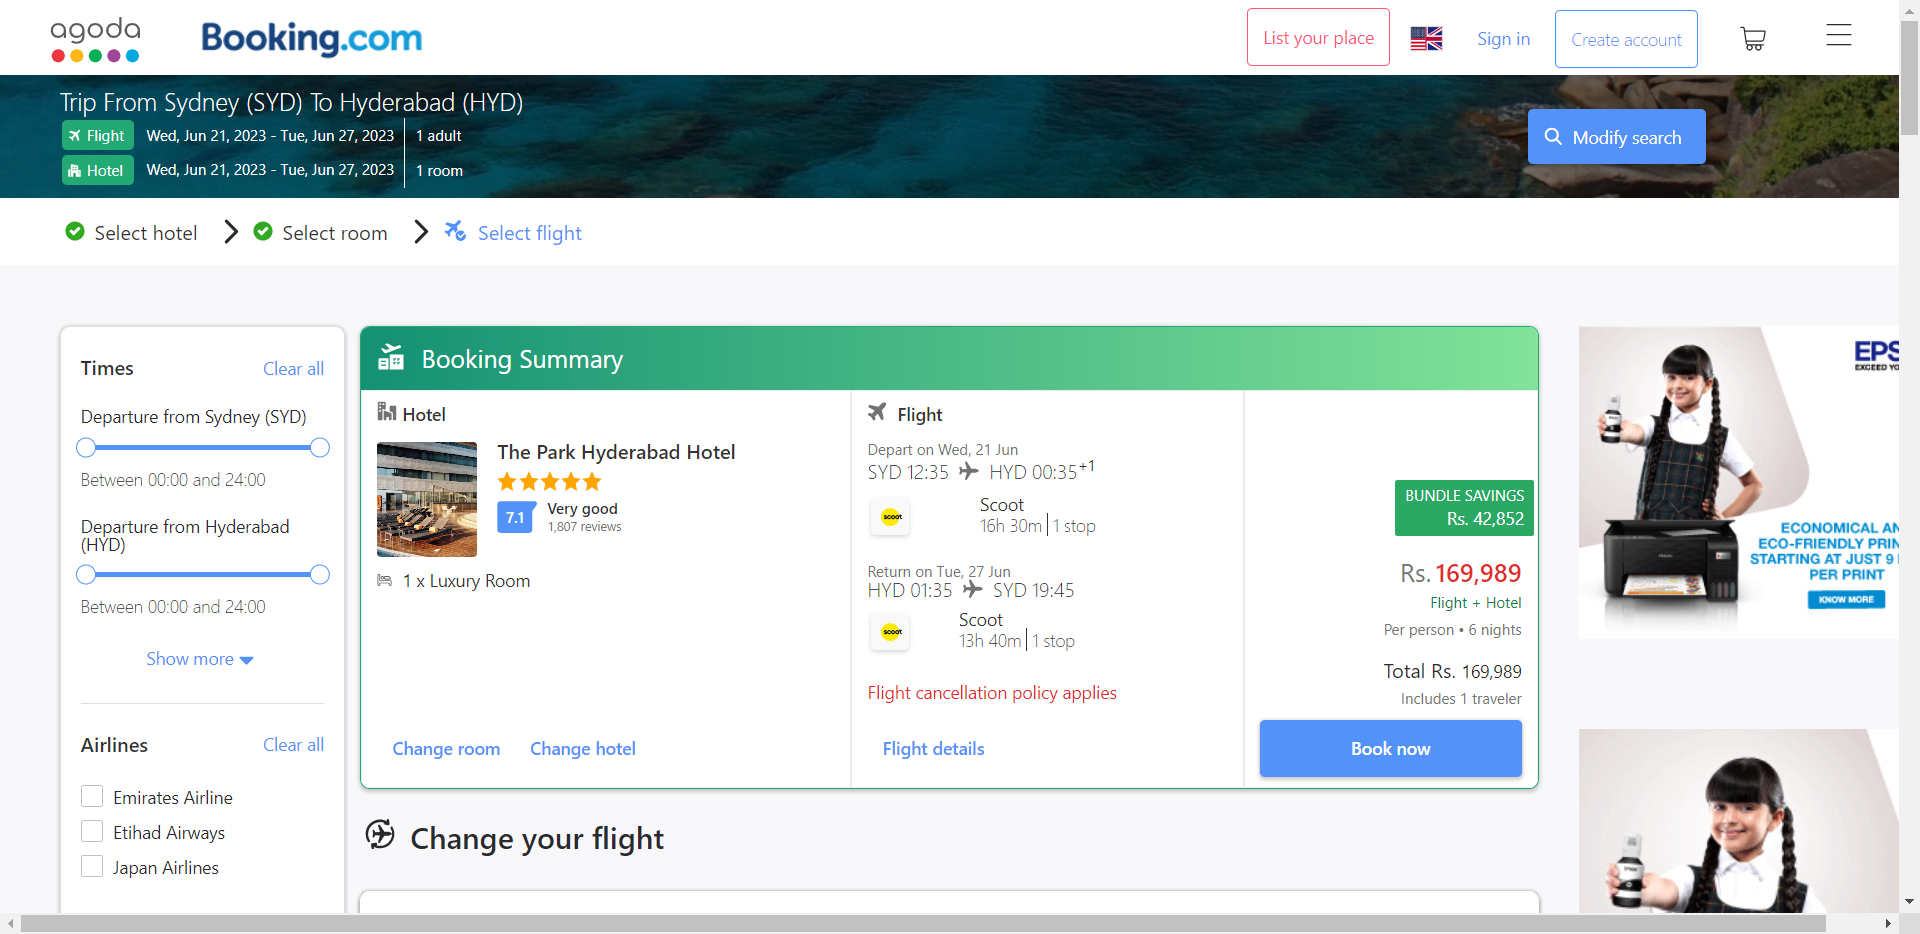 agoda
Booking.com
List your place
Sign in
Create account
Trip From Sydney (SYD) To Hyderabad (HYD)
Flight Wed, Jun 21, 2023 - Tue, Jun 27, 2023 1 adult
Hotel Wed, Jun 21, 2023 - Tue, Jun 27, 2023 1 room
Modify search
Select hotel
Select room
Select flight
Times
Clear all
Departure from Sydney (SYD)
Between 00:00 and 24:00
Departure from Hyderabad
(HYD)
Between 00:00 and 24:00
Show more
Airlines
Clear all
Emirates Airline
Etihad Airways
Japan Airlines
Booking Summary
Hotel
The Park Hyderabad Hotel
7.1
Very good
1,807 reviews
1 x Luxury Room
Change room
Change hotel
Flight
Depart on Wed, 21 Jun
SYD 12:35 HYD 00:35+1
scoot
Scoot
16h 30m 1 stop
Return on Tue, 27 Jun
HYD 01:35 SYD 19:45
scoot
Scoot
13h 40m 1 stop
Flight cancellation policy applies
Flight details
BUNDLE SAVINGS
Rs. 42,852
Rs. 169,989
Flight + Hotel
Per person • 6 nights
Total Rs. 169,989
Includes 1 traveler
Book now
Change your flight
EPS
EXCEED YO
ECONOMICAL AN
ECO-FRIENDLY PRIN
STARTING AT JUST 9
PER PRINT
KNOW MORE